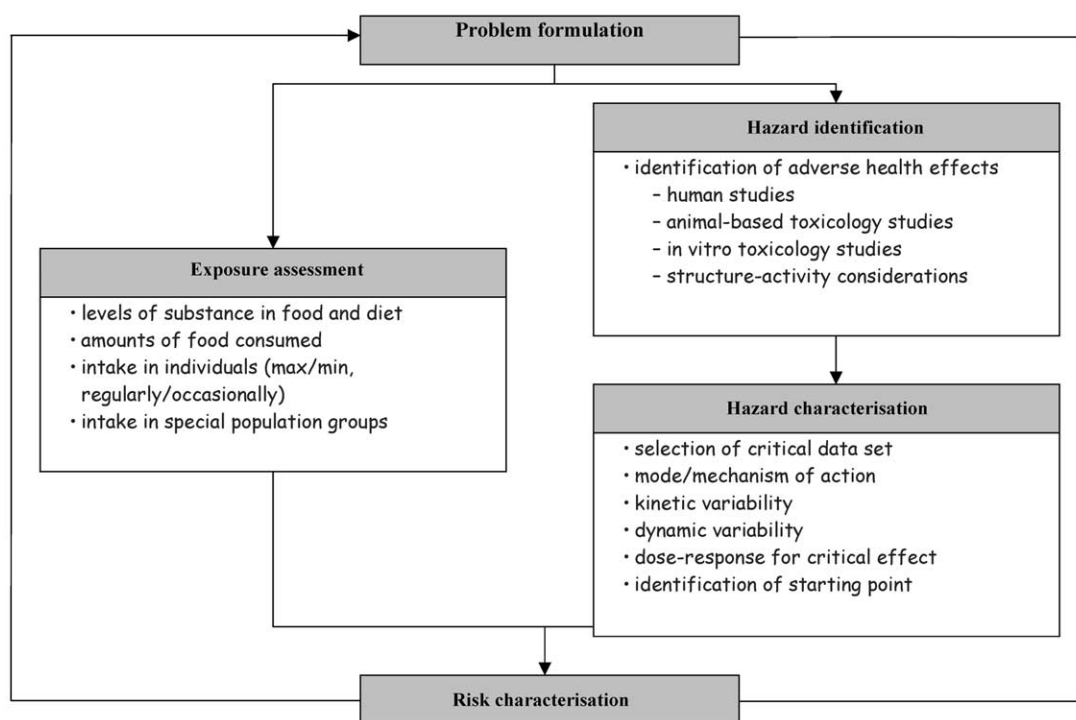 Problem formulation
Hazard identification
• identification of adverse health effects
– human studies
– animal-based toxicology studies
– in vitro toxicology studies
– structure-activity considerations
Exposure assessment
• levels of substance in food and diet
• amounts of food consumed
• intake in individuals (max/min,
regularly/occasionally)
• intake in special population groups
Hazard characterisation
• selection of critical data set
• mode/mechanism of action
• kinetic variability
• dynamic variability
• dose-response for critical effect
• identification of starting point
Risk characterisation